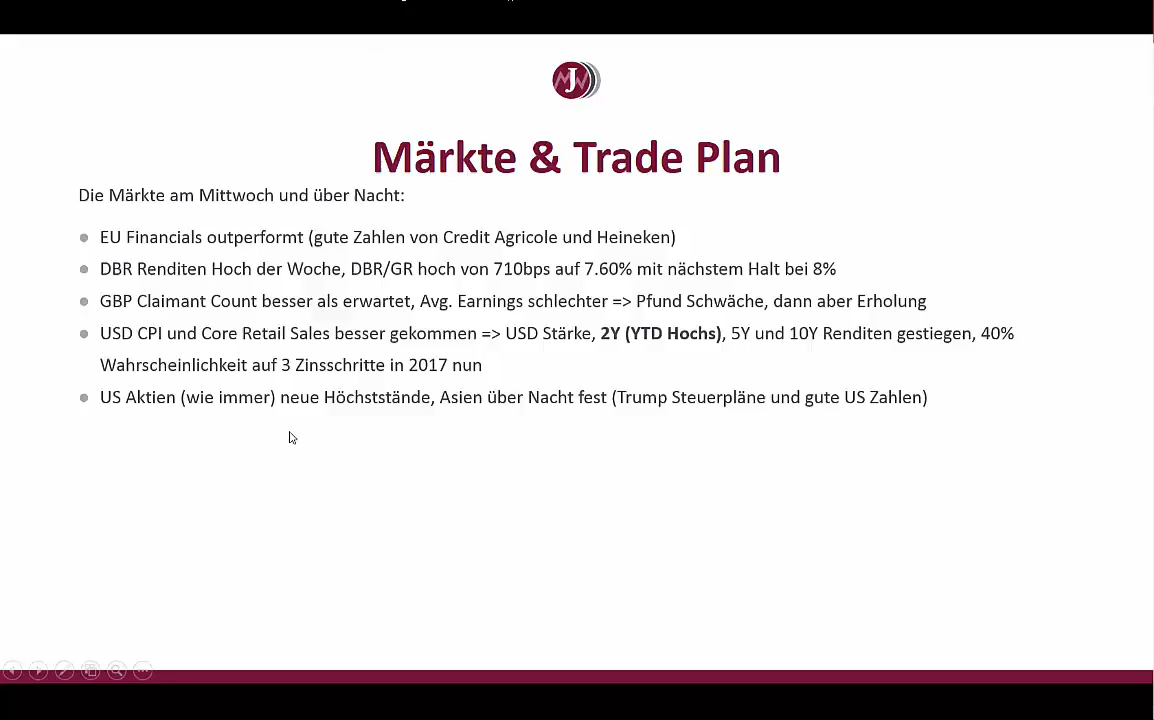 J
Märkte & Trade Plan
Die Märkte am Mittwoch und über Nacht:
EU Financials outperformt (gute Zahlen von Credit Agricole und Heineken)
DBR Renditen Hoch der Woche, DBR/GR hoch von 710bps auf 7.60% mit nächstem Halt bei 8%
GBP Claimant Count besser als erwartet, Avg. Earnings schlechter => Pfund Schwäche, dann aber Erholung
USD CPI und Core Retail Sales besser gekommen => USD Stärke, 2Y (YTD Hochs), 5Y und 10Y Renditen gestiegen, 40%
Wahrscheinlichkeit auf 3 Zinsschritte in 2017 nun
US Aktien (wie immer) neue Höchststände, Asien über Nacht fest (Trump Steuerpläne und gute US Zahlen)